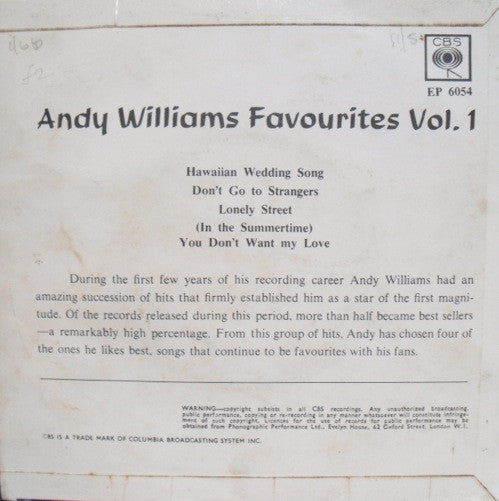 CBS
EP 6054
Andy Williams Favourites Vol. 1
Hawaiian Wedding Song
Don't Go to Strangers
Lonely Street
(In the Summertime)
You Don't Want my Love
During the first few years of his recording career Andy Williams had an
amazing succession of hits that firmly established him as a star of the first magni-
tude. Of the records released during this period, more than half became best sellers
—a remarkably high percentage. From this group of hits, Andy has chosen four of
the ones he likes best, songs that continue to be favourites with his fans.
WARNING—copyright subsists in all CBS recordings. Any unauthorized broadcasting,
public performance, copying or re-recording in any manner whatsoever will constitute infringe-
ment of such copyright. Licences for the use of records for public performance may be
obtained from Phonographic Performance Ltd., Evelyn House, 62 Oxford Street, London W.1.
CBS IS A TRADE MARK OF COLUMBIA BROADCASTING SYSTEM INC.